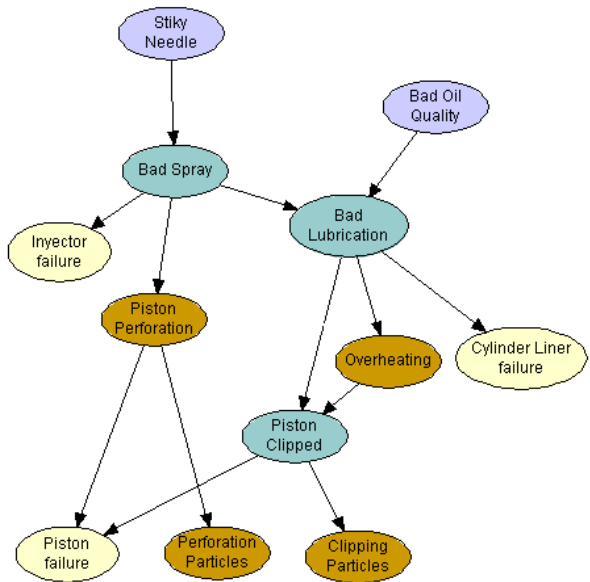 Stiky
Needle
Bad Oil
Quality
Bad Spray
Bad
Lubrication
Inyector
failure
Piston
Perforation
Overheating
Cylinder Liner
failure
Piston
Clipped
Piston
failure
Perforation
Particles
Clipping
Particles